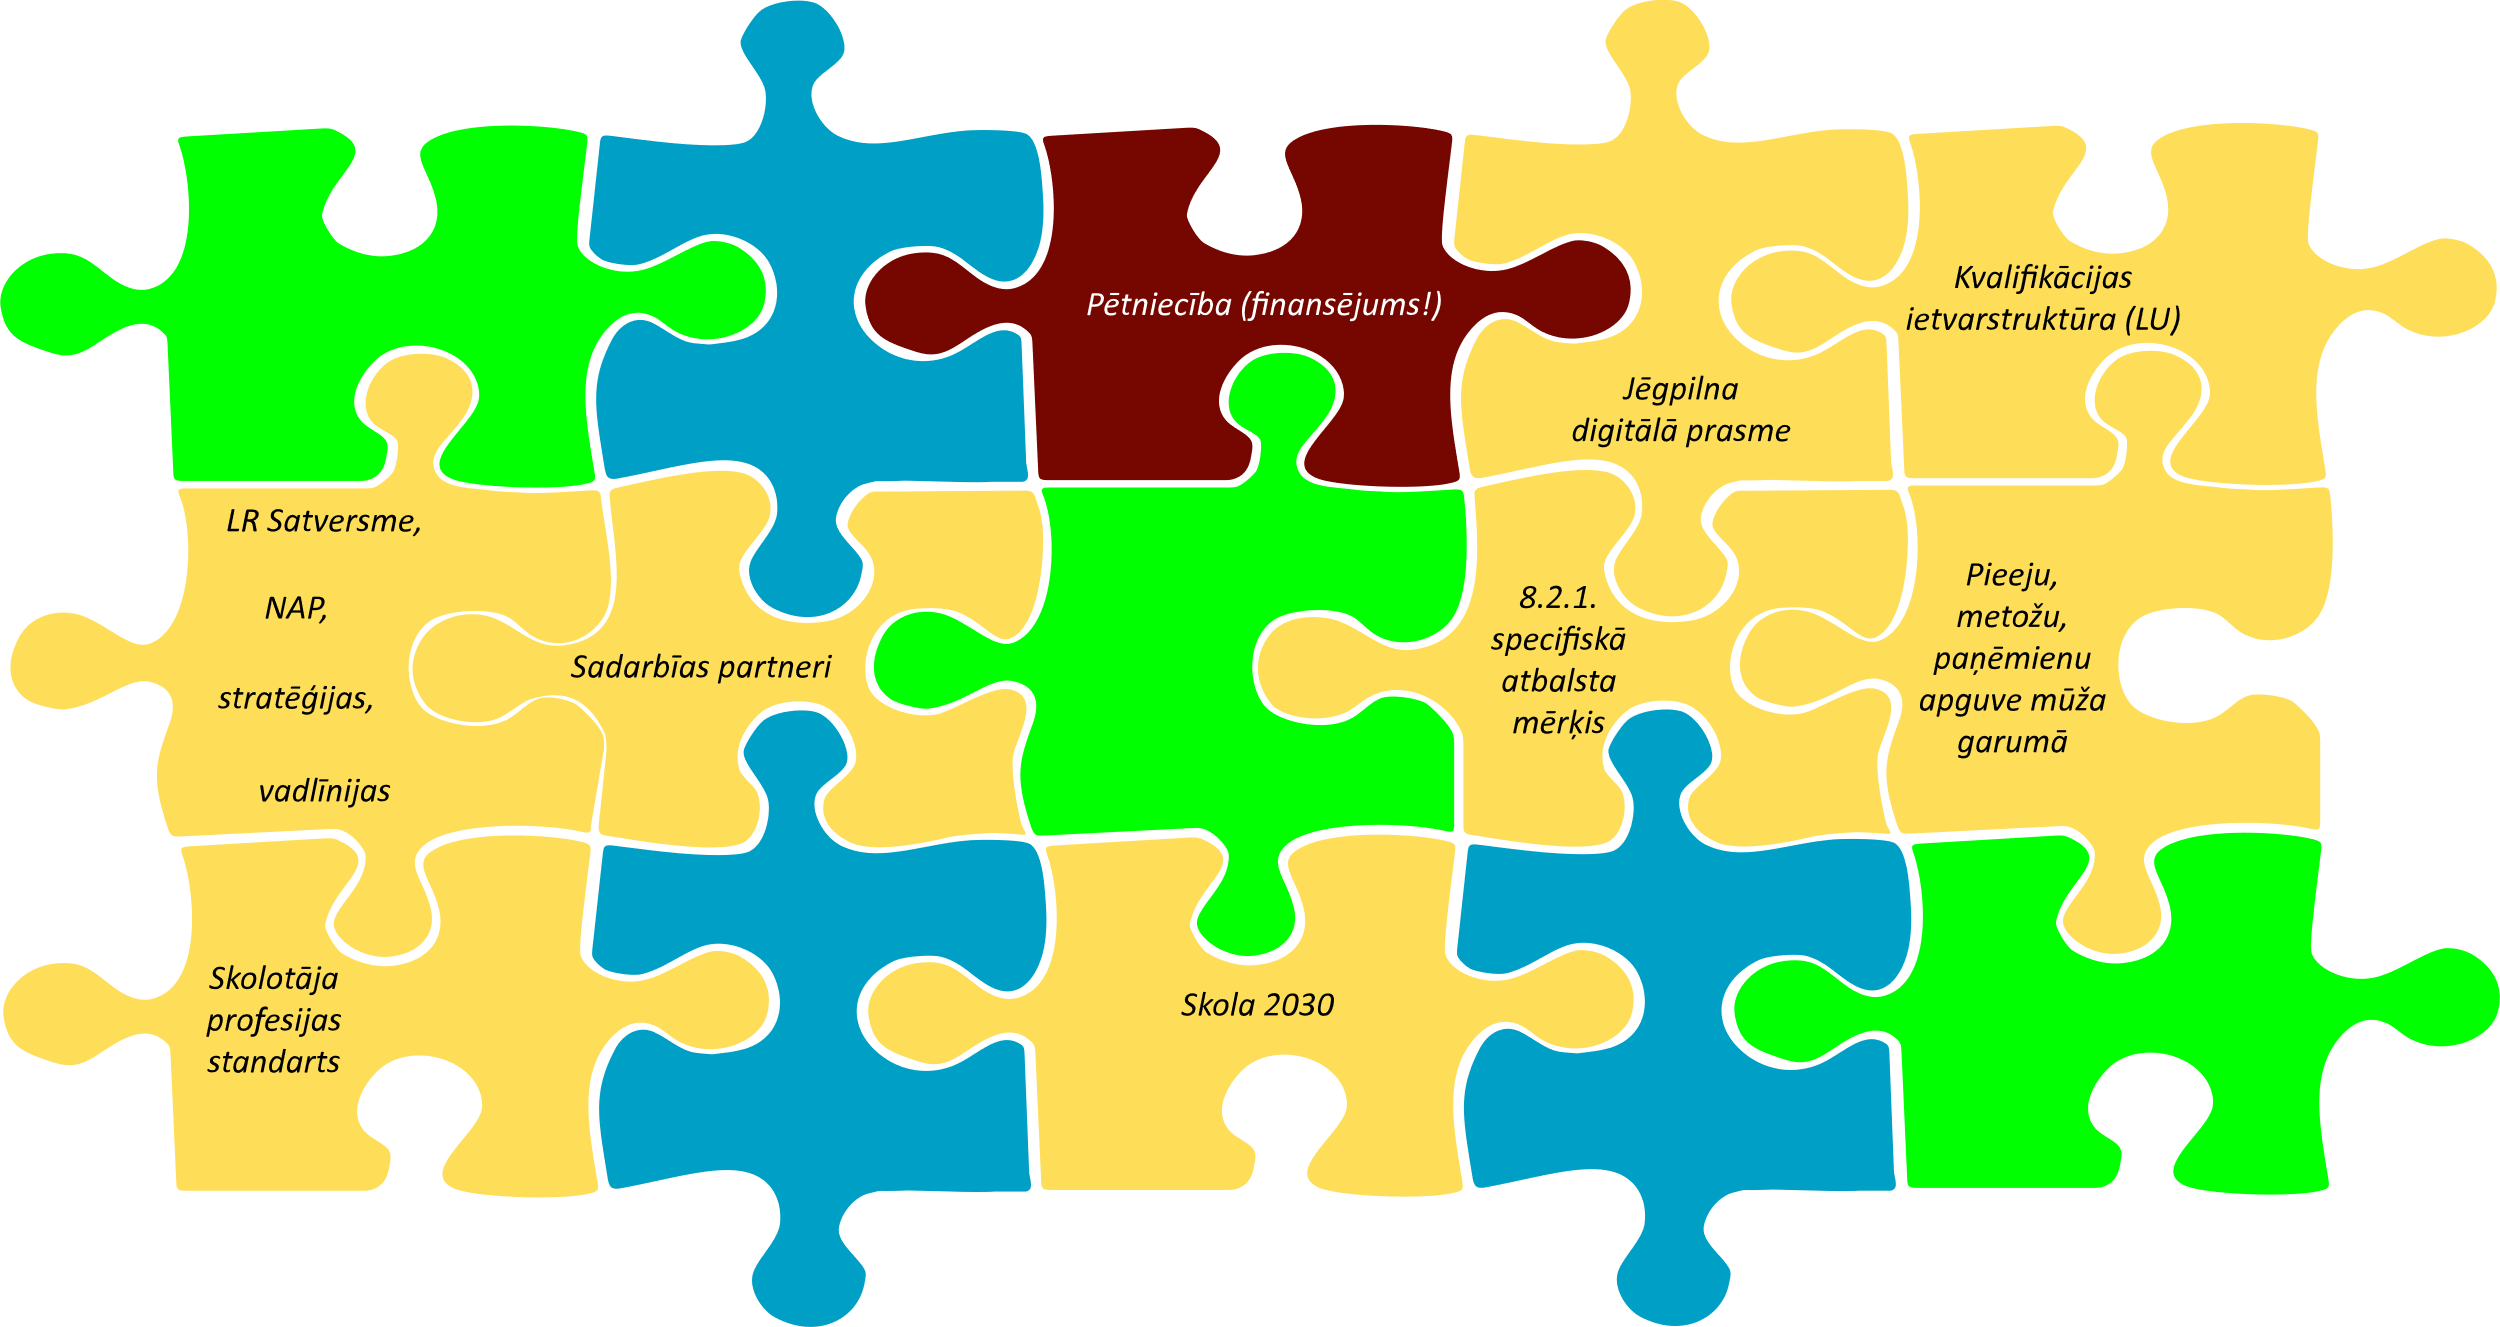 Pētniecība (finansējums!)
Kvalifikācijas
ietvarstruktūra (LU)
Jēgpilna
digitālā prasme
LR Satversme,
NAP,
stratēģijas,
vadlīnijas
Sadarbības partneri
8.2.1.
specifiskā
atbalsta
mērķis
Pieeju,
metožu,
paņēmienu
apguve mūža
garumā
Skolotāja
profesijas
standarts
Skola 2030